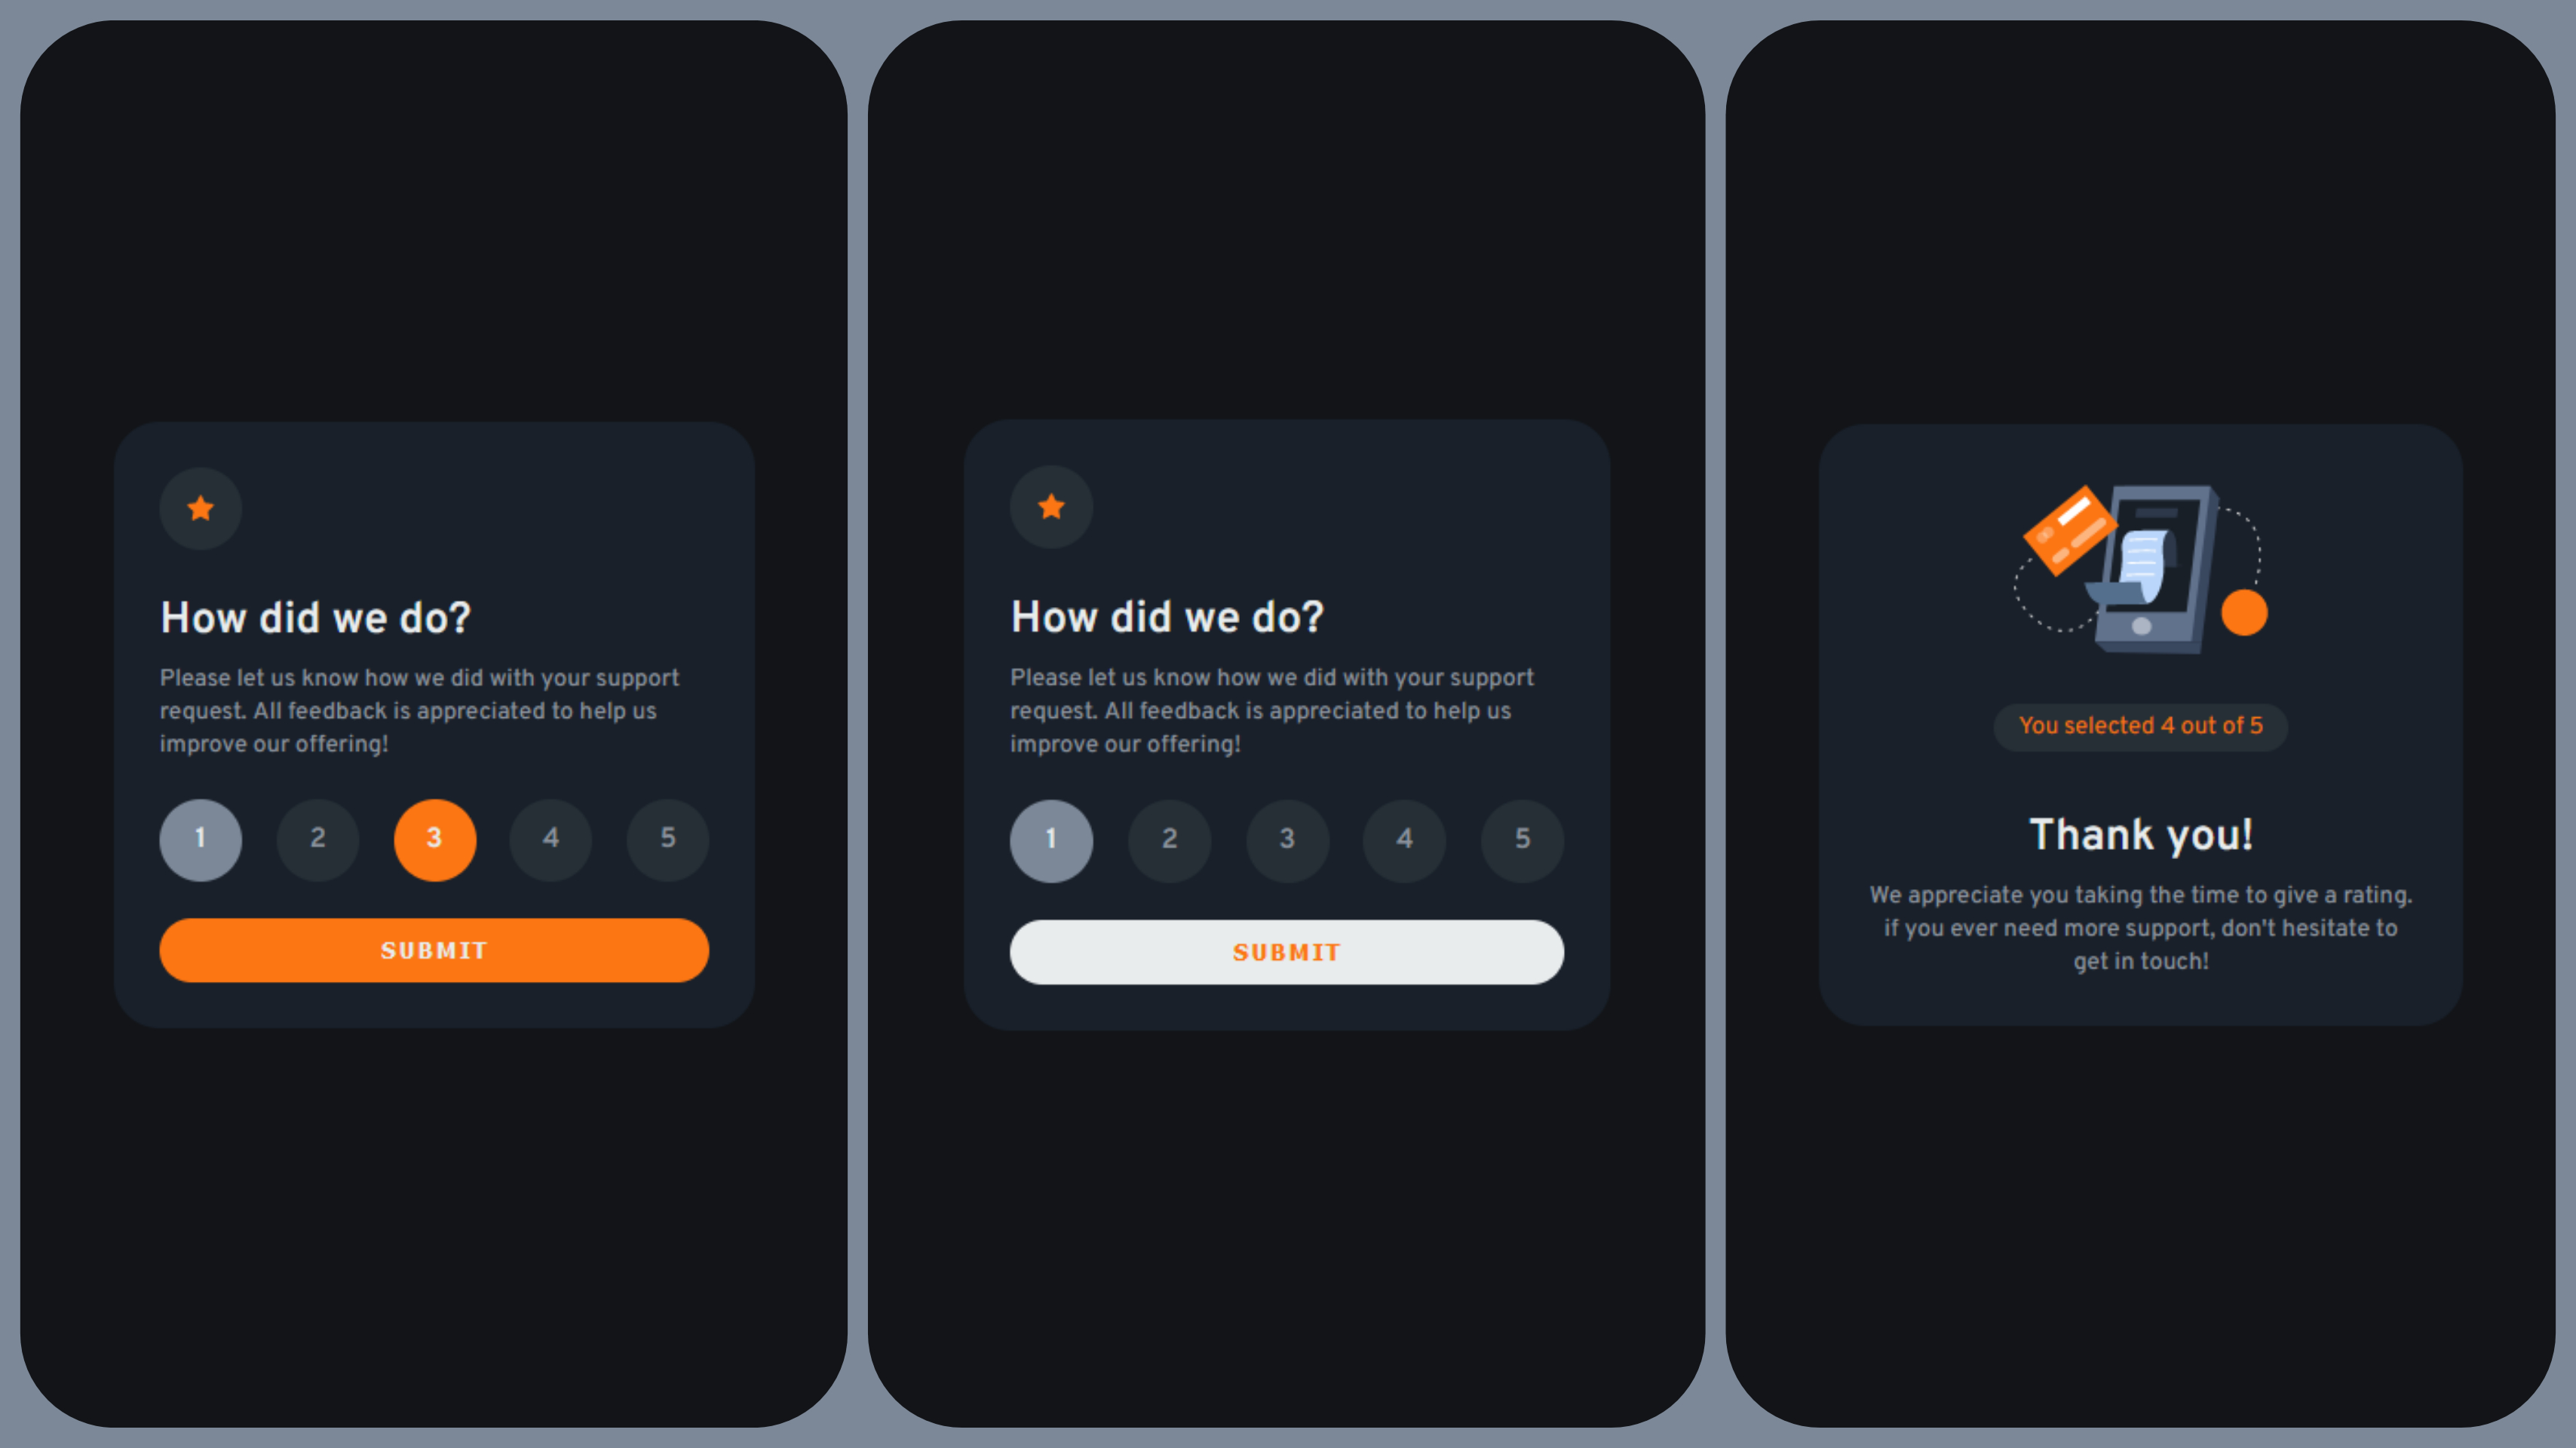 How did we do?
Please let us know how we did with your support
request. All feedback is appreciated to help us
improve our offering!
1 2 3 4 5
SUBMIT
How did we do?
Please let us know how we did with your support
request. All feedback is appreciated to help us
improve our offering!
1 2 3 4 5
SUBMIT
You selected 4 out of 5
Thank you!
We appreciate you taking the time to give a rating.
if you ever need more support, don't hesitate to
get in touch!